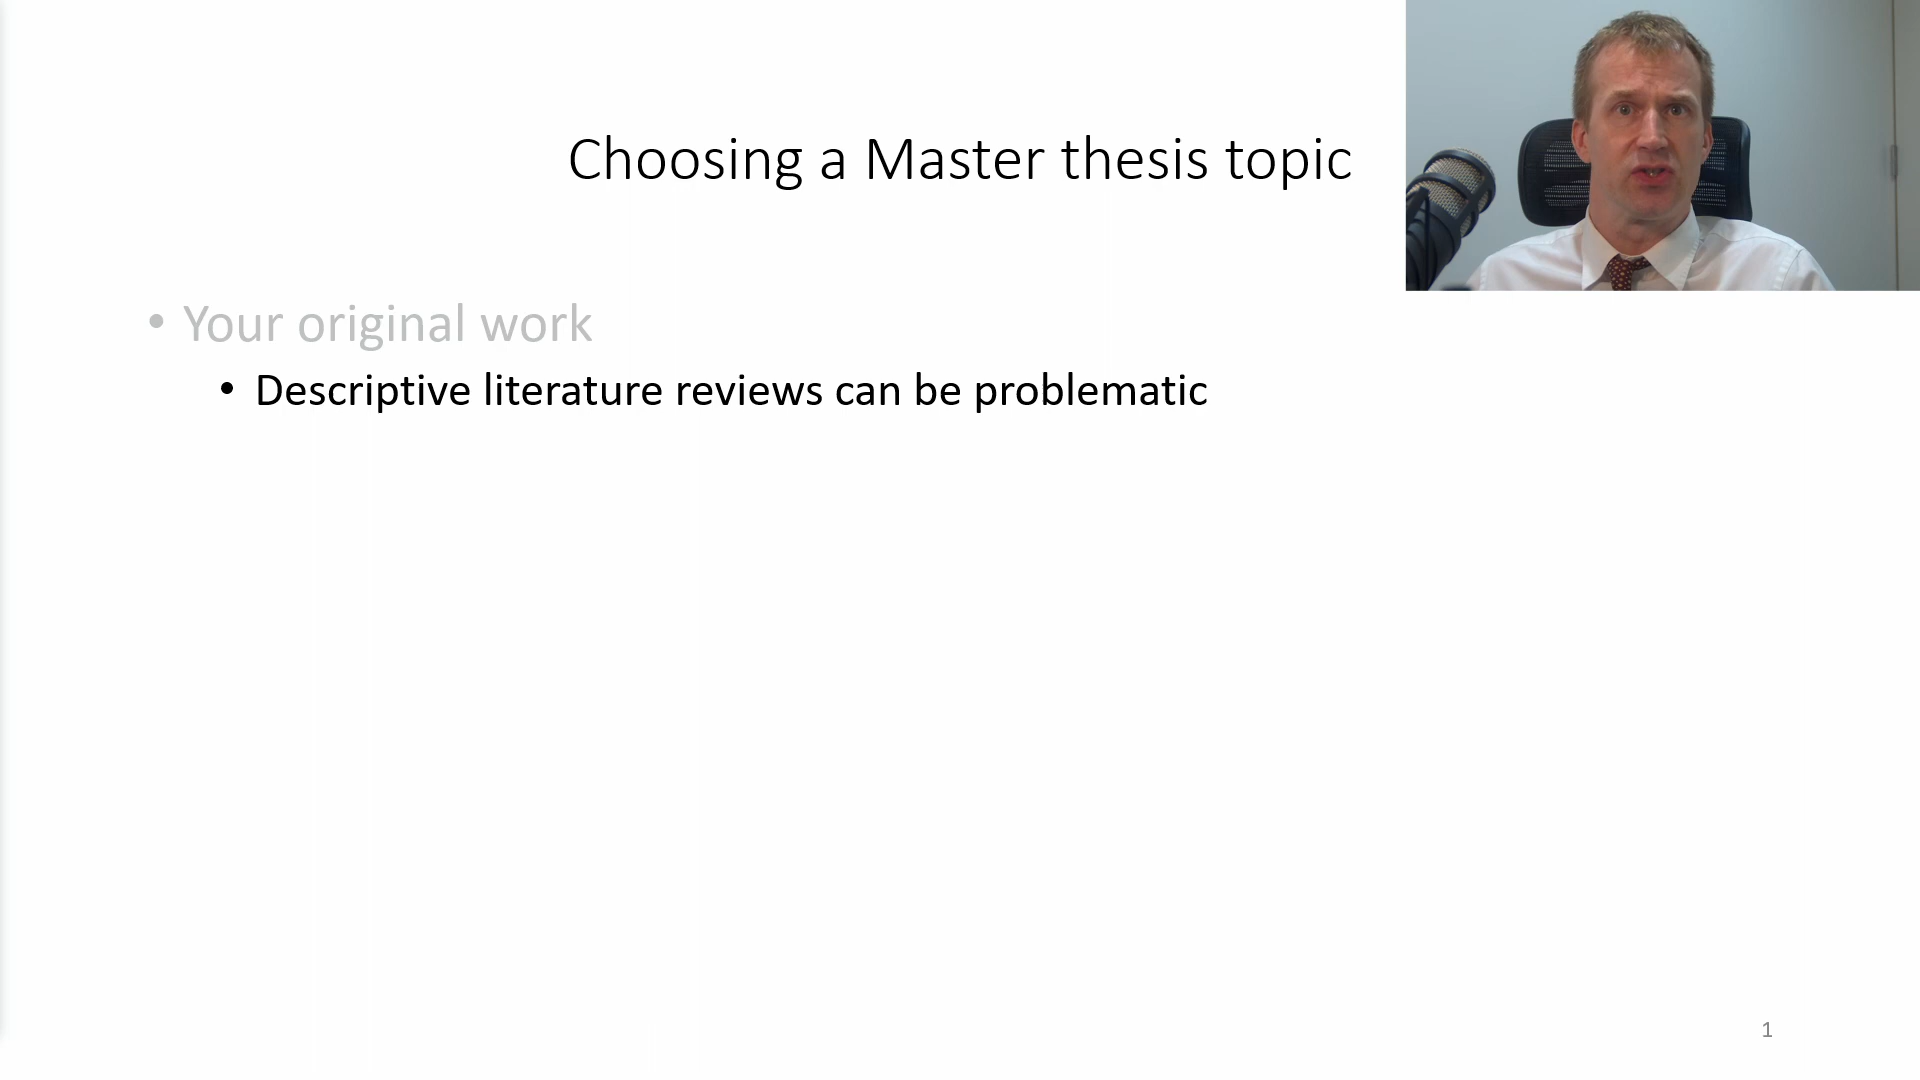 Choosing a Master thesis topic
• Your original work
• Descriptive literature reviews can be problematic
1